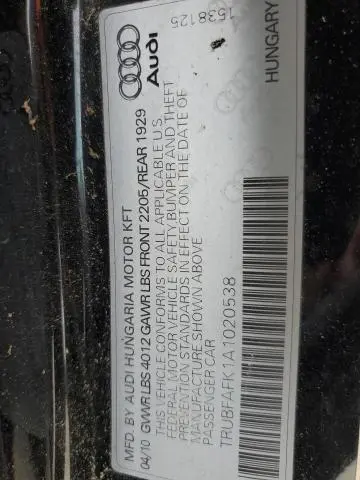 MFD. BY AUDI HUNGARIA MOTOR KFT
04/10 GVWR LBS 4012 GAWR LBS FRONT 2205/REAR 1929
THIS VEHICLE CONFORMS TO ALL APPLICABLE U.S.
FEDERAL MOTOR VEHICLE SAFETY, BUMPER AND THEFT
PREVENTION STANDARDS IN EFFECT ON THE DATE OF
MANUFACTURE SHOWN ABOVE
PASSENGER CAR
TRUBFAFK1A1020538
Audi
1538125
HUNGARY